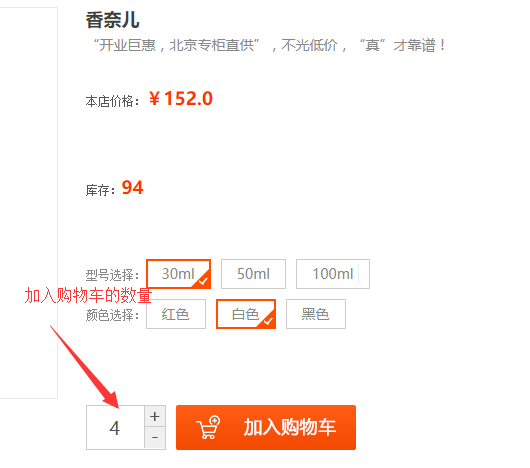 香奈儿
“开业巨惠，北京专柜直供”，不光低价，“真”才靠谱！
本店价格：￥152.0
库存：94
型号选择： 30ml 50ml 100ml
加入购物车的数量
颜色选择： 红色 白色 黑色
4 + -
加入购物车